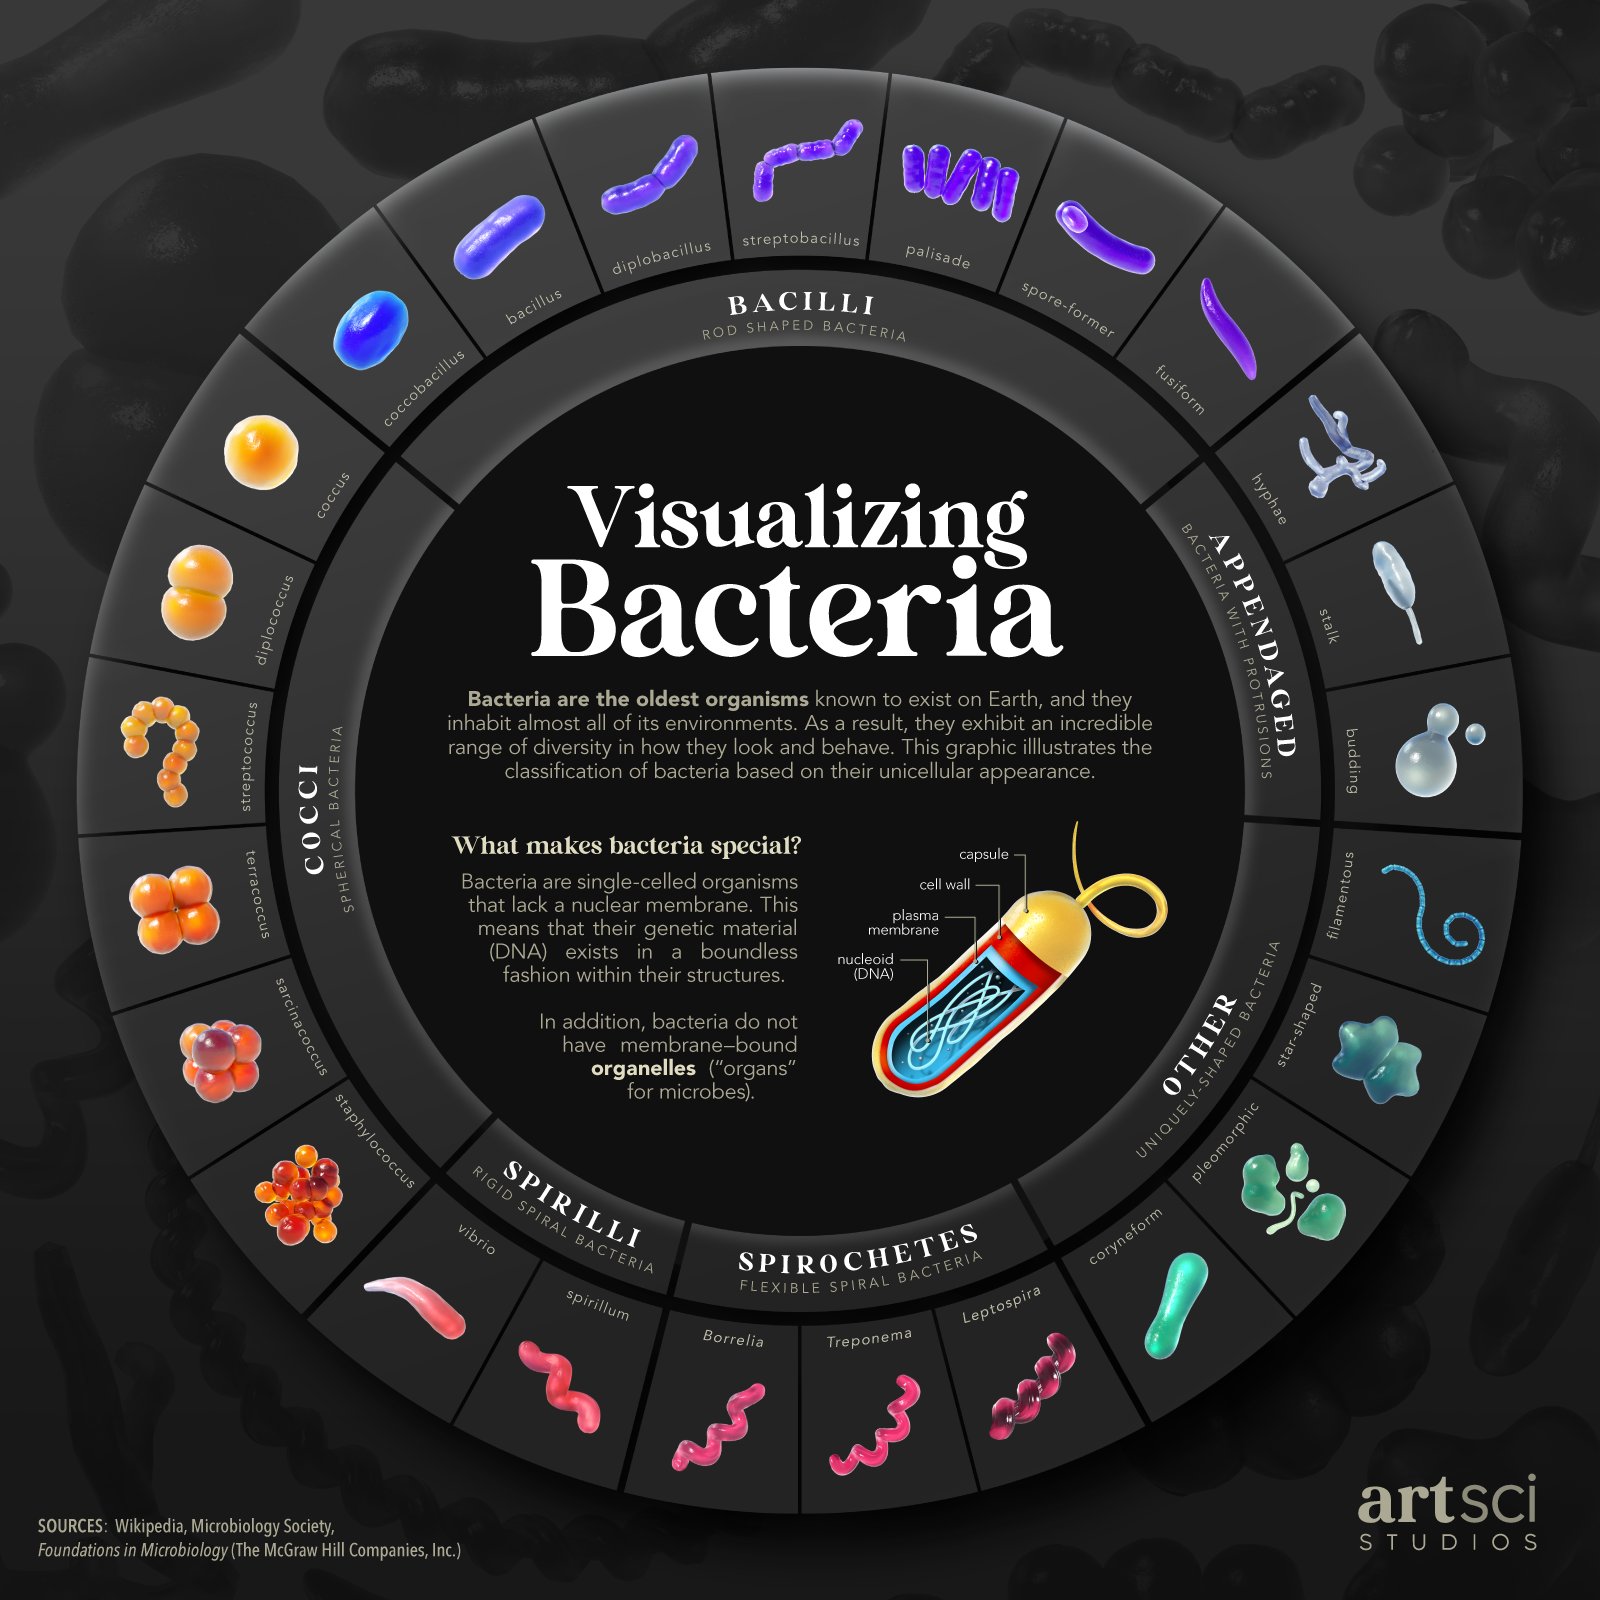 Visualizing
Bacteria
Bacteria are the oldest organisms known to exist on Earth, and they
inhabit almost all of its environments. As a result, they exhibit an incredible
range of diversity in how they look and behave. This graphic illlustrates the
classification of bacteria based on their unicellular appearance.
What makes bacteria special?
Bacteria are single-celled organisms
that lack a nuclear membrane. This
means that their genetic material
(DNA) exists in a boundless
fashion within their structures.
In addition, bacteria do not
have membrane–bound
organelles (“organs”
for microbes).
capsule
cell wall
plasma
membrane
nucleoid
(DNA)
BACILLI
ROD SHAPED BACTERIA
coccobacillus
bacillus
diplobacillus
streptobacillus
palisade
spore-former
fusiform
APPENDAGED
BACTERIA WITH PROTRUSIONS
hyphae
stalk
budding
OTHER
UNIQUELY-SHAPED BACTERIA
filamentous
star-shaped
pleomorphic
coryneform
SPIROCHETES
FLEXIBLE SPIRAL BACTERIA
Leptospira
Treponema
Borrelia
SPIRILLI
RIGID SPIRAL BACTERIA
spirillum
vibrio
COCCI
SPHERICAL BACTERIA
staphylococcus
sarcinacoccus
terracoccus
streptococcus
diplococcus
coccus
SOURCES: Wikipedia, Microbiology Society,
Foundations in Microbiology (The McGraw Hill Companies, Inc.)
artsci
STUDIOS